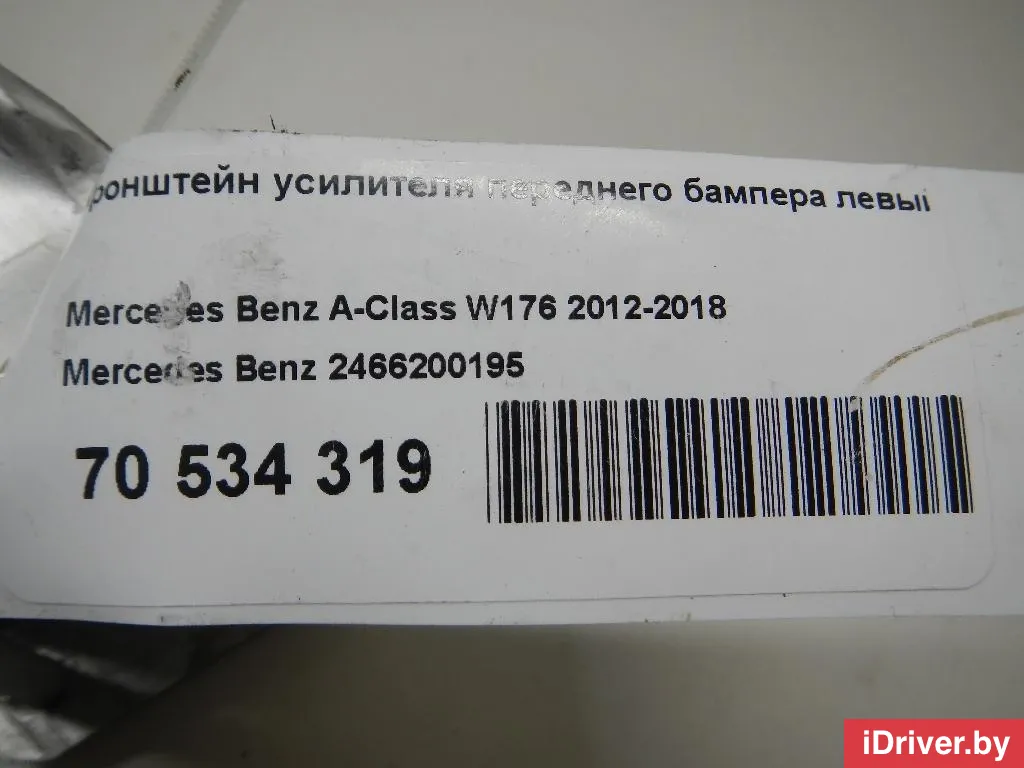 ронштейн усилителя переднего бампера левый
Mercedes Benz A-Class W176 2012-2018
Mercedes Benz 2466200195
70 534 319
iDriver.by